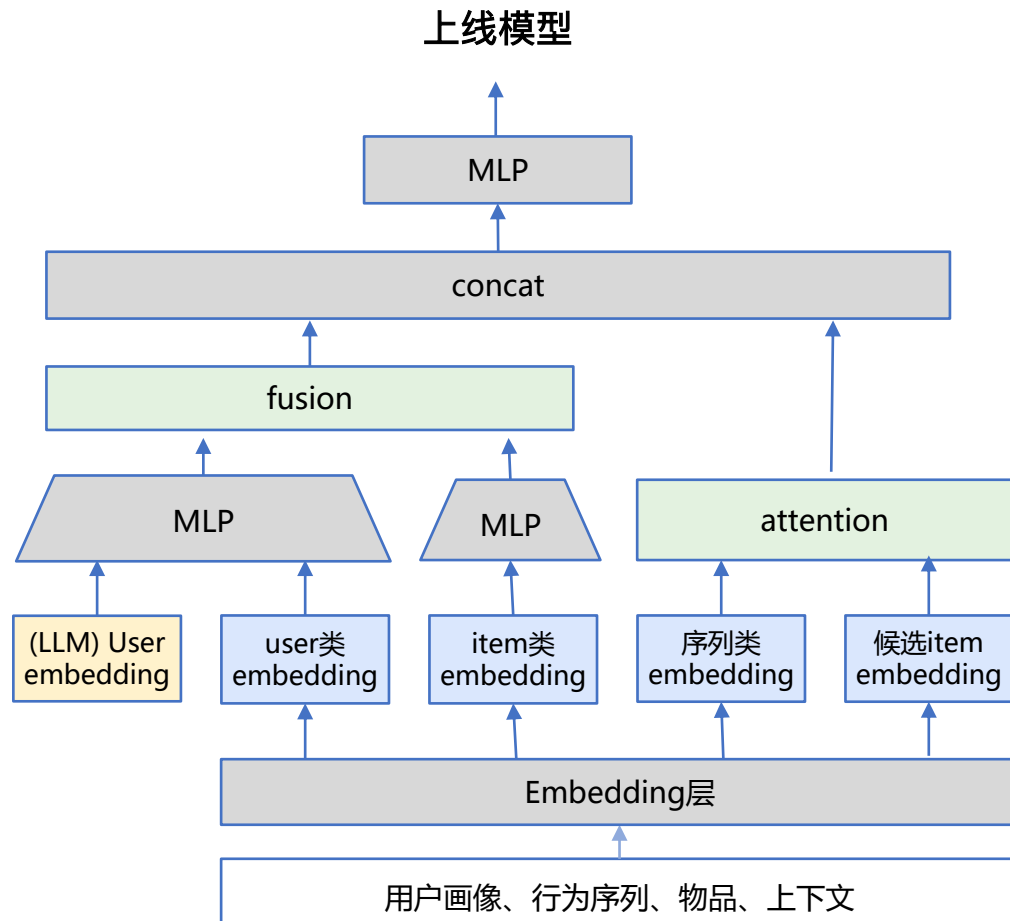 上线模型
MLP
concat
fusion
MLP
MLP
attention
(LLM) User
embedding
user类
embedding
item类
embedding
序列类
embedding
候选item
embedding
Embedding层
用户画像、行为序列、物品、上下文